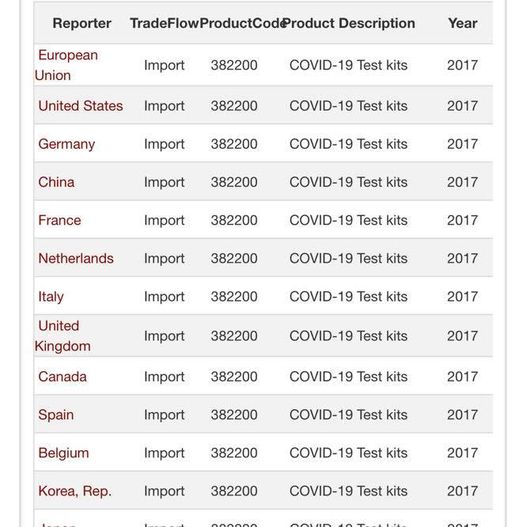 Reporter TradeFlow ProductCode Product Description Year
European
Union Import 382200 COVID-19 Test kits 2017
United States Import 382200 COVID-19 Test kits 2017
Germany Import 382200 COVID-19 Test kits 2017
China Import 382200 COVID-19 Test kits 2017
France Import 382200 COVID-19 Test kits 2017
Netherlands Import 382200 COVID-19 Test kits 2017
Italy Import 382200 COVID-19 Test kits 2017
United
Kingdom Import 382200 COVID-19 Test kits 2017
Canada Import 382200 COVID-19 Test kits 2017
Spain Import 382200 COVID-19 Test kits 2017
Belgium Import 382200 COVID-19 Test kits 2017
Korea, Rep. Import 382200 COVID-19 Test kits 2017